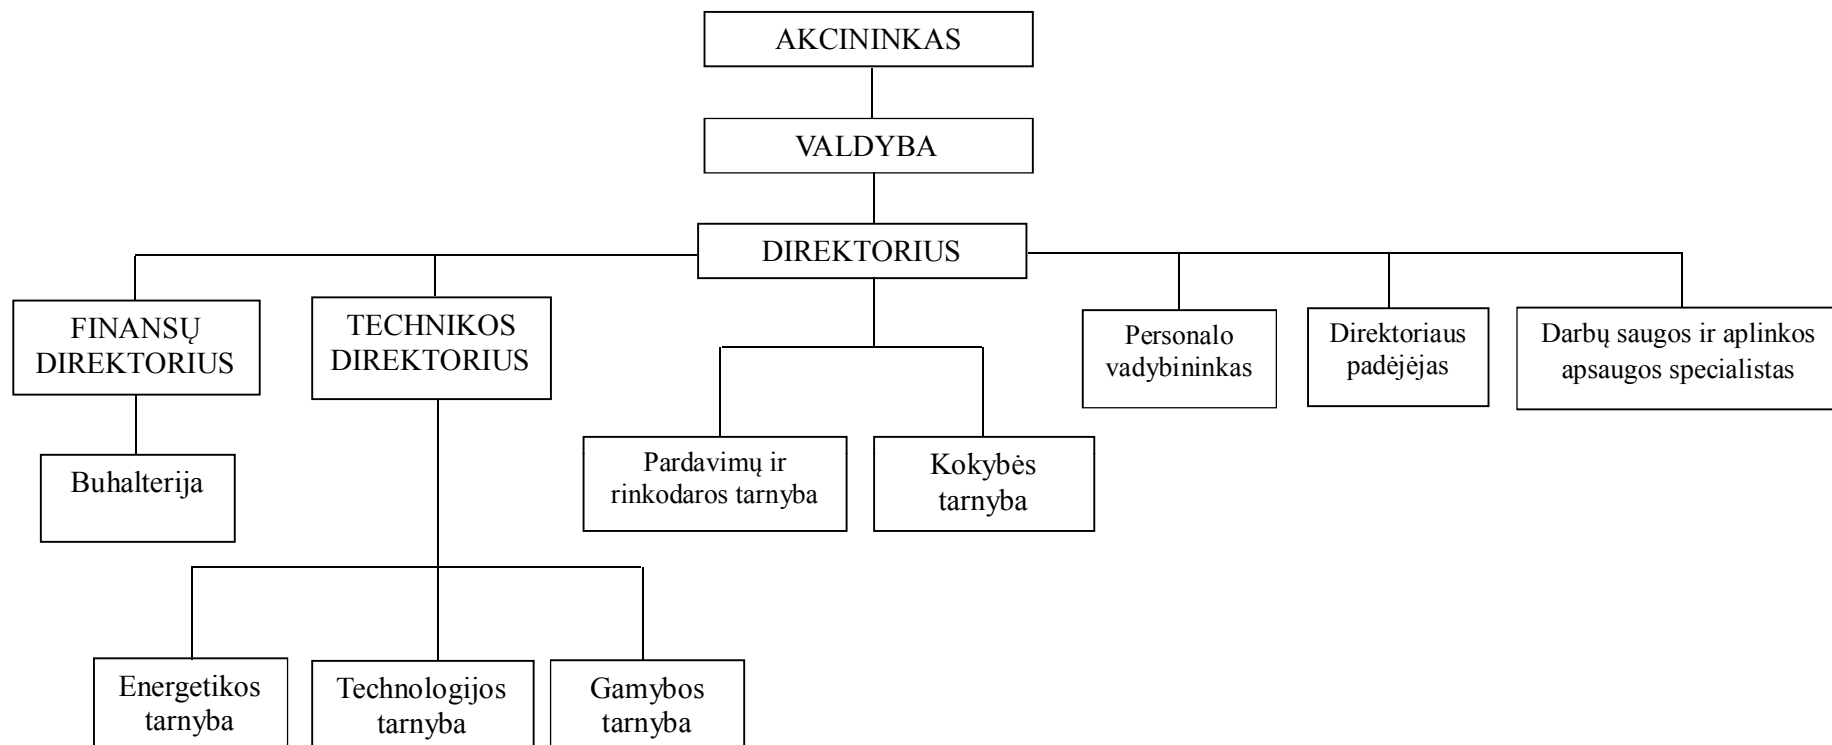 AKCININKAS
VALDYBA
DIREKTORIUS
FINANSŲ
DIREKTORIUS
TECHNIKOS
DIREKTORIUS
Personalo
vadybininkas
Direktoriaus
padėjėjas
Darbų saugos ir aplinkos
apsaugos specialistas
Buhalterija
Pardavimų ir
rinkodaros tarnyba
Kokybės
tarnyba
Energetikos
tarnyba
Technologijos
tarnyba
Gamybos
tarnyba